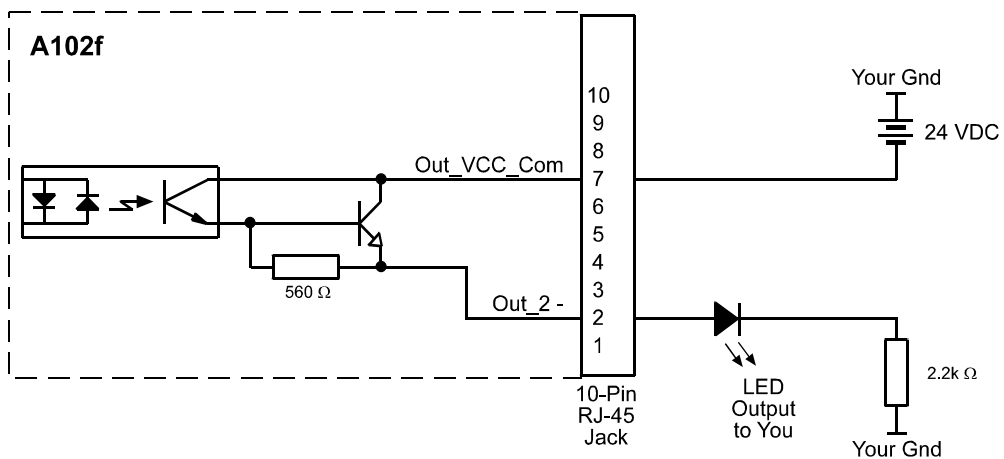 A102f
Your Gnd
24 VDC
10
9
8
7
6
5
4
3
2
1
Out_VCC_Com
560 Ω
Out_2 -
10-Pin
RJ-45
Jack
LED
Output
to You
2.2k Ω
Your Gnd